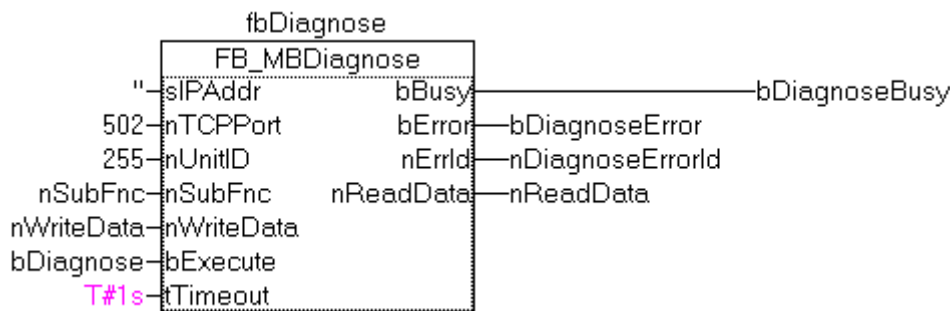 fbDiagnose
FB_MBDiagnose
''sIPAddr bBusy bDiagnoseBusy
502 nTCPPort bError bDiagnoseError
255 nUnitID nErrId nDiagnoseErrorId
nSubFnc nSubFnc nReadData nReadData
nWriteData nWriteData
bDiagnose bExecute
T#1s tTimeout